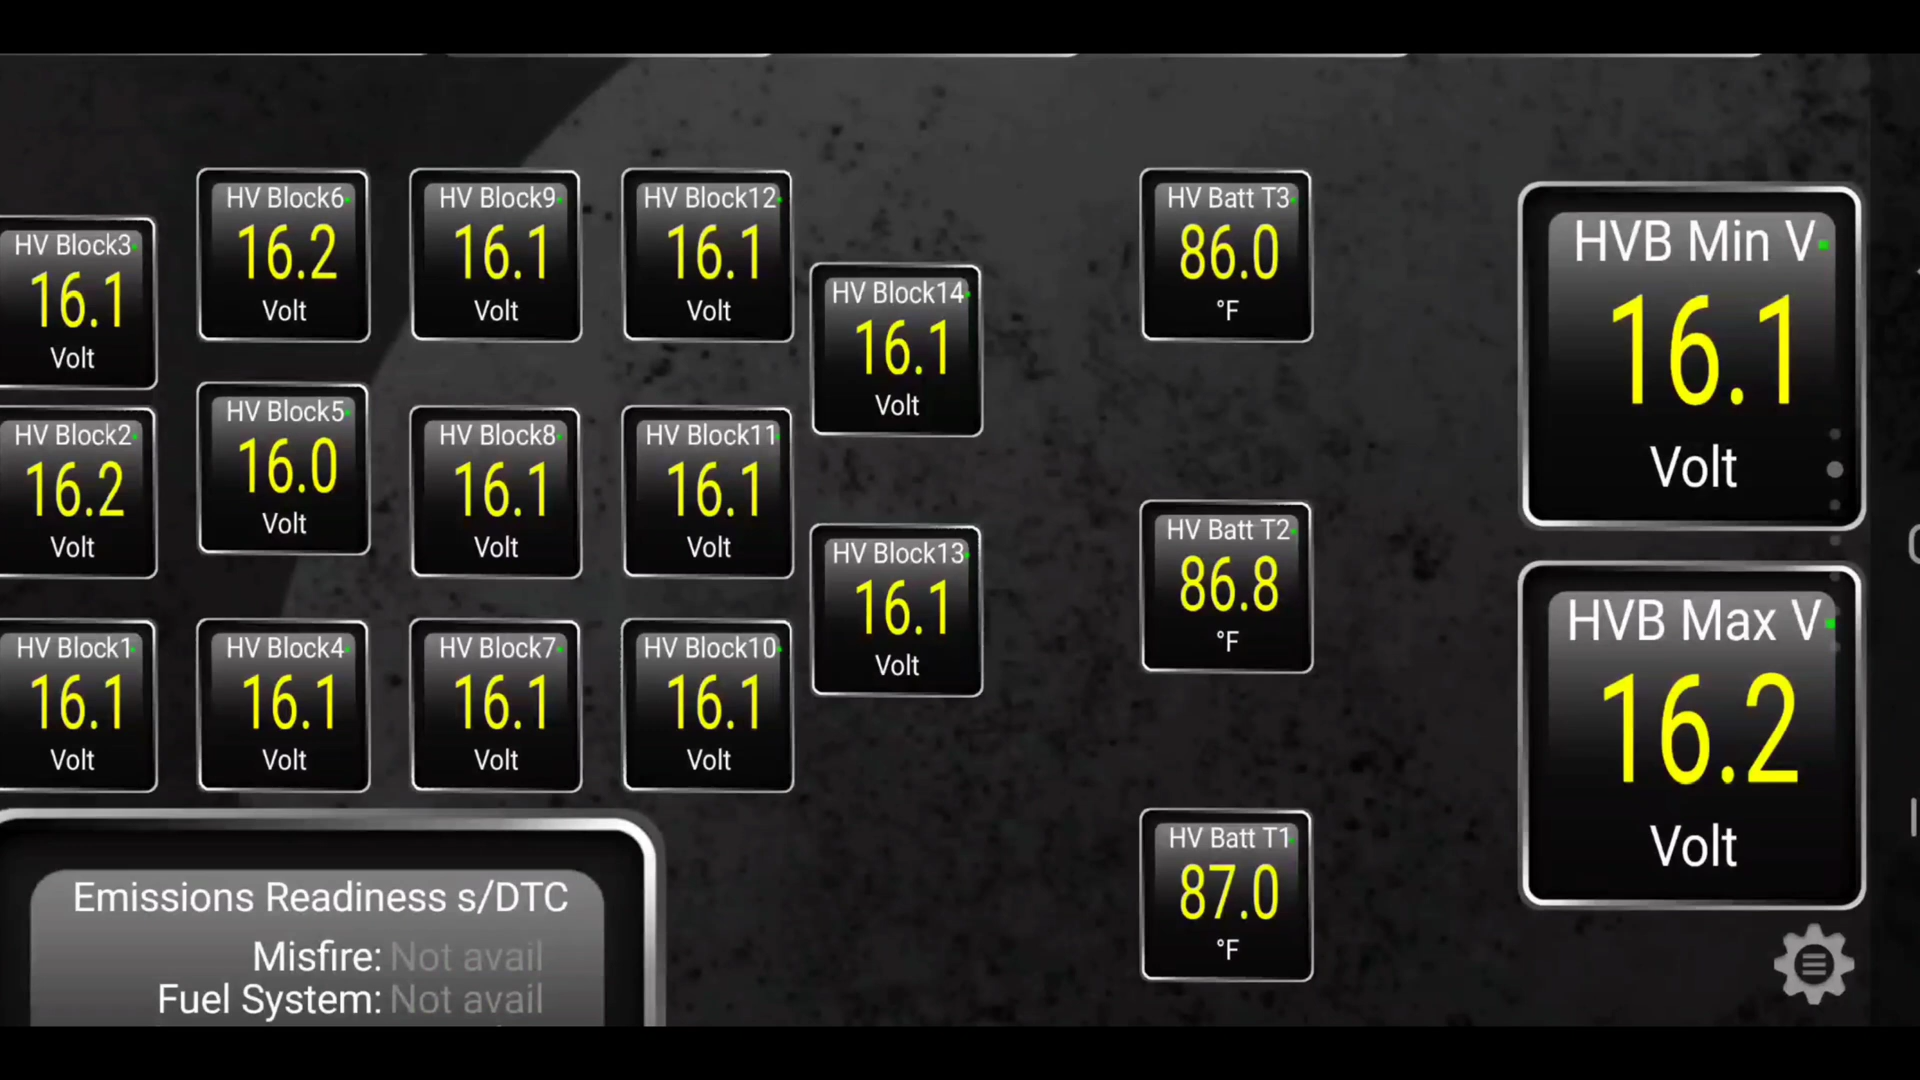 HV Block3
16.1
Volt
HV Block2
16.2
Volt
HV Block1
16.1
Volt
HV Block6
16.2
Volt
HV Block5
16.0
Volt
HV Block4
16.1
Volt
HV Block9
16.1
Volt
HV Block8
16.1
Volt
HV Block7
16.1
Volt
HV Block12
16.1
Volt
HV Block11
16.1
Volt
HV Block10
16.1
Volt
HV Block14
16.1
Volt
HV Block13
16.1
Volt
HV Batt T3
86.0
°F
HV Batt T2
86.8
°F
HV Batt T1
87.0
°F
HVB Min V
16.1
Volt
HVB Max V
16.2
Volt
Emissions Readiness s/DTC
Misfire: Not avail
Fuel System: Not avail